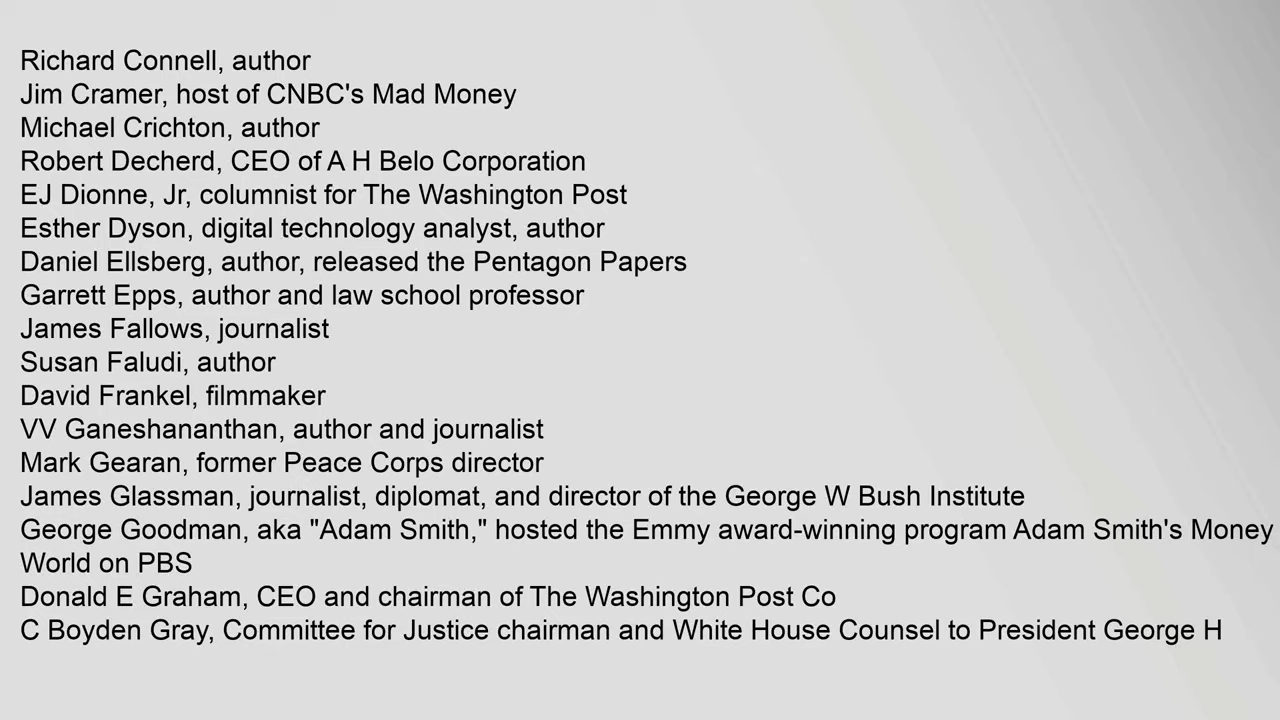 Richard Connell, author
Jim Cramer, host of CNBC's Mad Money
Michael Crichton, author
Robert Decherd, CEO of A H Belo Corporation
EJ Dionne, Jr, columnist for The Washington Post
Esther Dyson, digital technology analyst, author
Daniel Ellsberg, author, released the Pentagon Papers
Garrett Epps, author and law school professor
James Fallows, journalist
Susan Faludi, author
David Frankel, filmmaker
VV Ganeshananthan, author and journalist
Mark Gearan, former Peace Corps director
James Glassman, journalist, diplomat, and director of the George W Bush Institute
George Goodman, aka "Adam Smith," hosted the Emmy award-winning program Adam Smith's Money
World on PBS
Donald E Graham, CEO and chairman of The Washington Post Co
C Boyden Gray, Committee for Justice chairman and White House Counsel to President George H